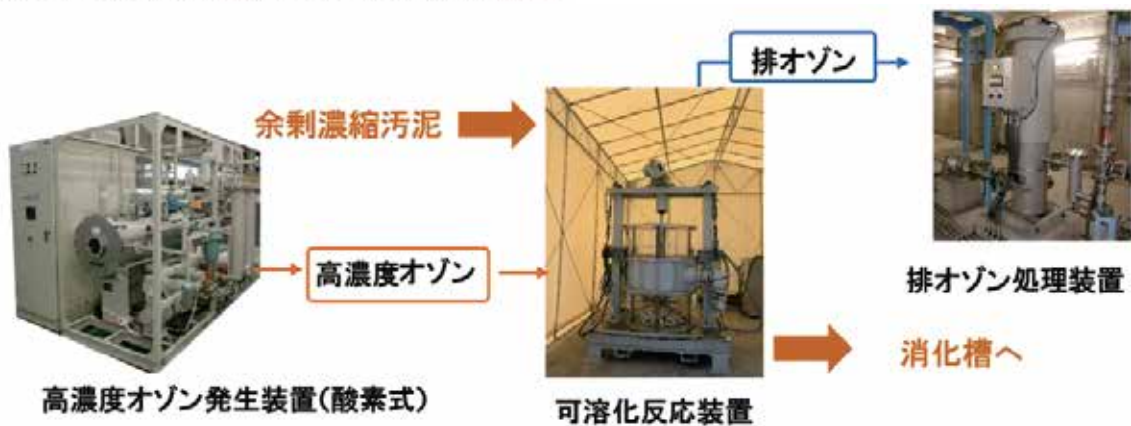 排オゾン
余剰濃縮汚泥
高濃度オゾン
排オゾン処理装置
消化槽へ
高濃度オゾン発生装置(酸素式)
可溶化反応装置